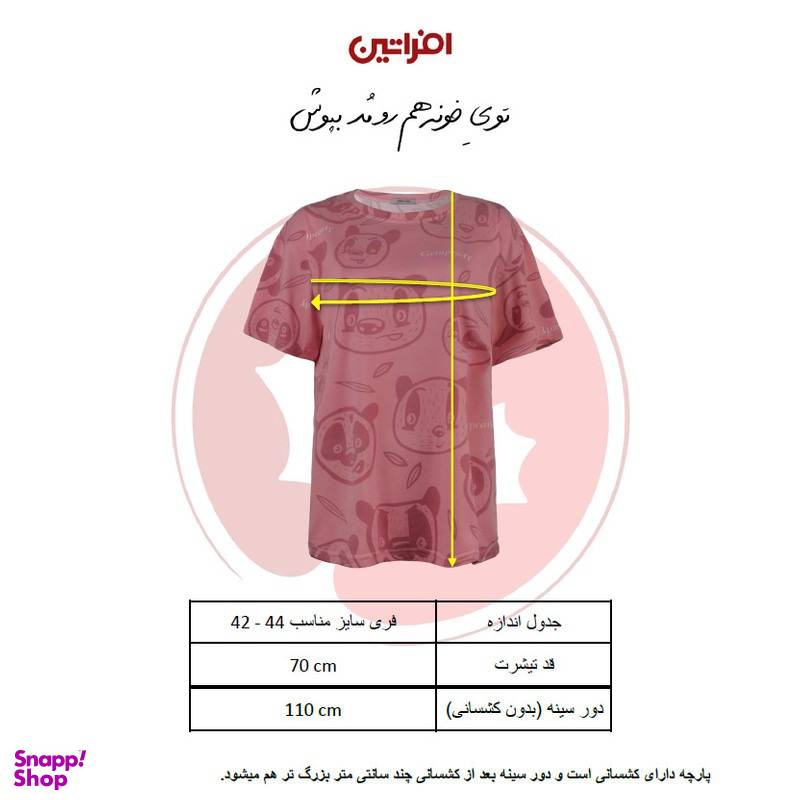 افراتین
تویِ خونه هم رو مُد بپوش
جدول اندازه فری سایز مناسب 44 - 42
قد تیشرت 70 cm
دور سینه (بدون کشسانی) 110 cm
پارچه دارای کشسانی است و دور سینه بعد از کشسانی چند سانتی متر بزرگ تر هم میشود.
Snapp!
Shop